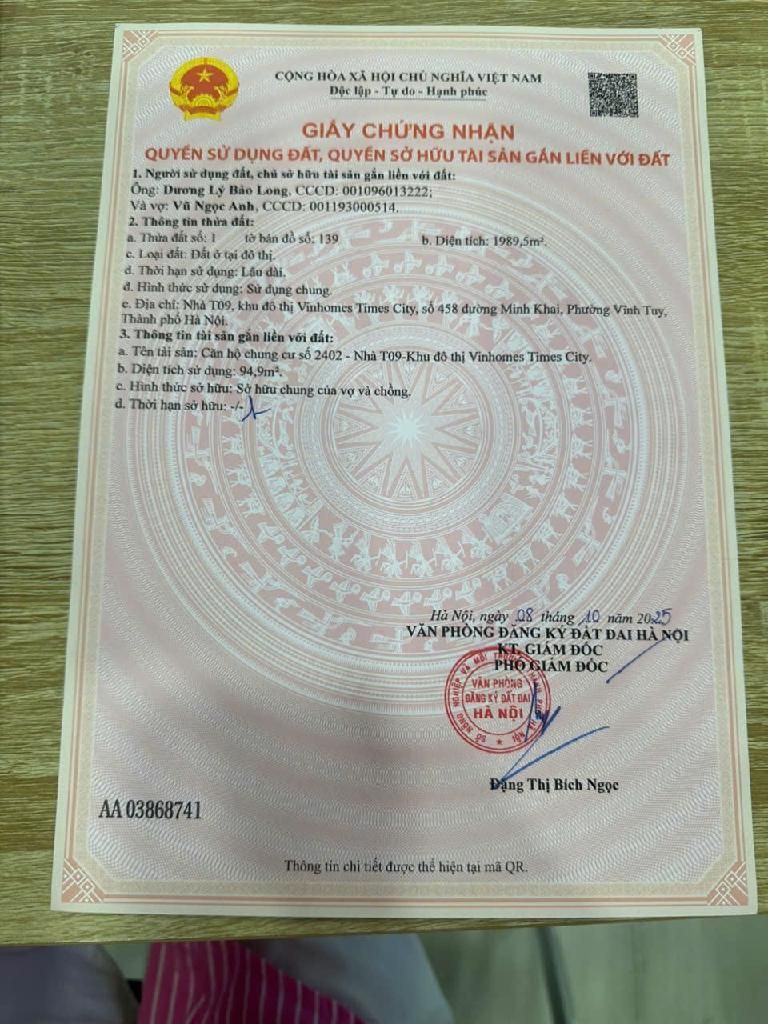 CỘNG HÒA XÃ HỘI CHỦ NGHĨA VIỆT NAM
Độc lập - Tự do - Hạnh phúc
GIẤY CHỨNG NHẬN
QUYỀN SỬ DỤNG ĐẤT, QUYỀN SỞ HỮU TÀI SẢN GẮN LIỀN VỚI ĐẤT
1. Người sử dụng đất, chủ sở hữu tài sản gắn liền với đất:
Ông: Dương Lý Bảo Long, CCCD: 001096013222;
Và vợ: Vũ Ngọc Anh, CCCD: 001193000514.
2. Thông tin thửa đất:
a. Thửa đất số: 1 tờ bản đồ số: 139 b. Diện tích: 1989,5m².
c. Loại đất: Đất ở tại đô thị.
d. Thời hạn sử dụng: Lâu dài.
đ. Hình thức sử dụng: Sử dụng chung.
e. Địa chỉ: Nhà T09, khu đô thị Vinhomes Times City, số 458 đường Minh Khai, Phường Vĩnh Tuy,
Thành phố Hà Nội.
3. Thông tin tài sản gắn liền với đất:
a. Tên tài sản: Căn hộ chung cư số 2402 - Nhà T09-Khu đô thị Vinhomes Times City.
b. Diện tích sử dụng: 94,9m².
c. Hình thức sở hữu: Sở hữu chung của vợ và chồng.
d. Thời hạn sở hữu: -/-
Hà Nội, ngày 08 tháng 10 năm 2025
VĂN PHÒNG ĐĂNG KÝ ĐẤT ĐAI HÀ NỘI
KT. GIÁM ĐỐC
PHÓ GIÁM ĐỐC
VĂN PHÒNG
ĐĂNG KÝ ĐẤT ĐAI
HÀ NỘI
Đặng Thị Bích Ngọc
AA 03868741
Thông tin chi tiết được thể hiện tại mã QR.